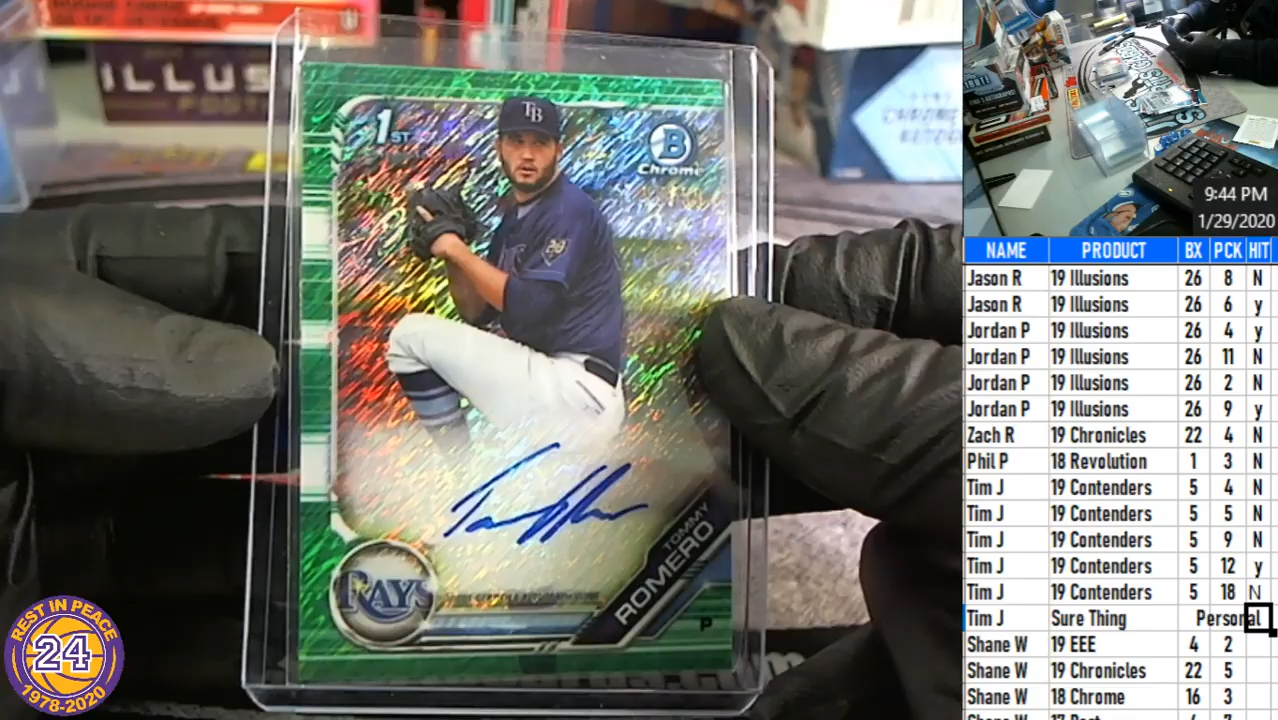 ILLUS
1ST
TB
B
Chrome
20
TOMMY
ROMERO
RAYS
P
REST IN PEACE
24
1978-2020
9:44 PM
1/29/2020
NAME PRODUCT BX PCK HIT
Jason R 19 Illusions 26 8 N
Jason R 19 Illusions 26 6 y
Jordan P 19 Illusions 26 4 y
Jordan P 19 Illusions 26 11 N
Jordan P 19 Illusions 26 2 N
Jordan P 19 Illusions 26 9 y
Zach R 19 Chronicles 22 4 N
Phil P 18 Revolution 1 3 N
Tim J 19 Contenders 5 4 N
Tim J 19 Contenders 5 5 N
Tim J 19 Contenders 5 9 N
Tim J 19 Contenders 5 12 y
Tim J 19 Contenders 5 18 N
Tim J Sure Thing Personal
Shane W 19 EEE 4 2
Shane W 19 Chronicles 22 5
Shane W 18 Chrome 16 3